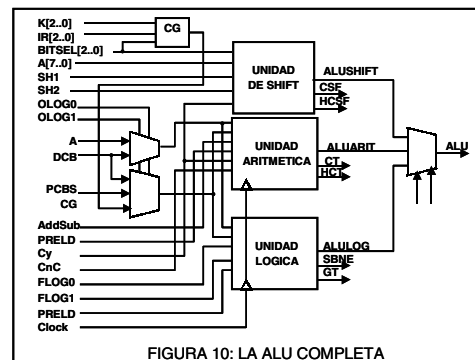 K[2..0]
IR[2..0]
BITSEL[2..0]
A[7..0]
SH1
SH2
OLOG0
OLOG1
A
DCB
PCBS
CG
AddSub
PRELD
Cy
CnC
FLOG0
FLOG1
PRELD
Clock
CG
UNIDAD
DE SHIFT
ALUSHIFT
CSF
HCSF
UNIDAD
ARITMETICA
ALUARIT
CT
HCT
UNIDAD
LOGICA
ALULOG
SBNE
GT
ALU
FIGURA 10: LA ALU COMPLETA